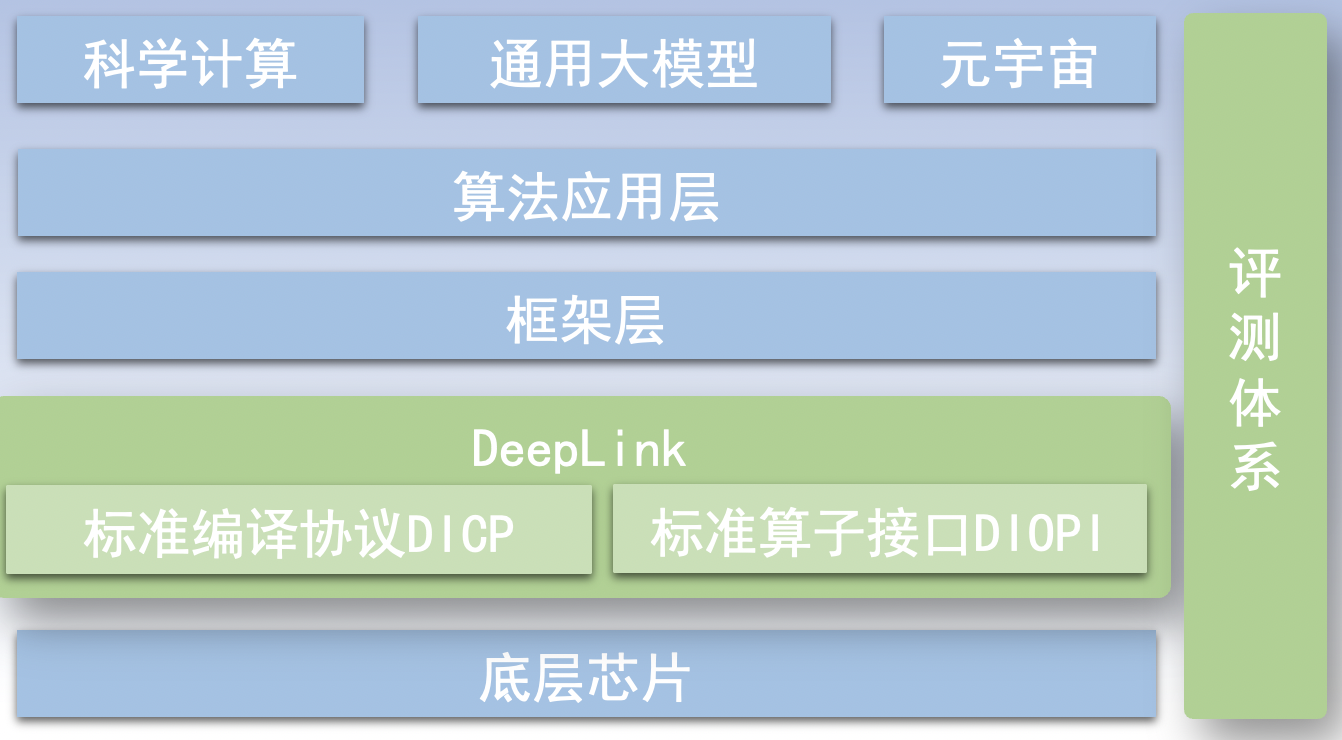 科学计算
通用大模型
元宇宙
算法应用层
框架层
DeepLink
标准编译协议DICP
标准算子接口DIOPI
底层芯片
评测体系